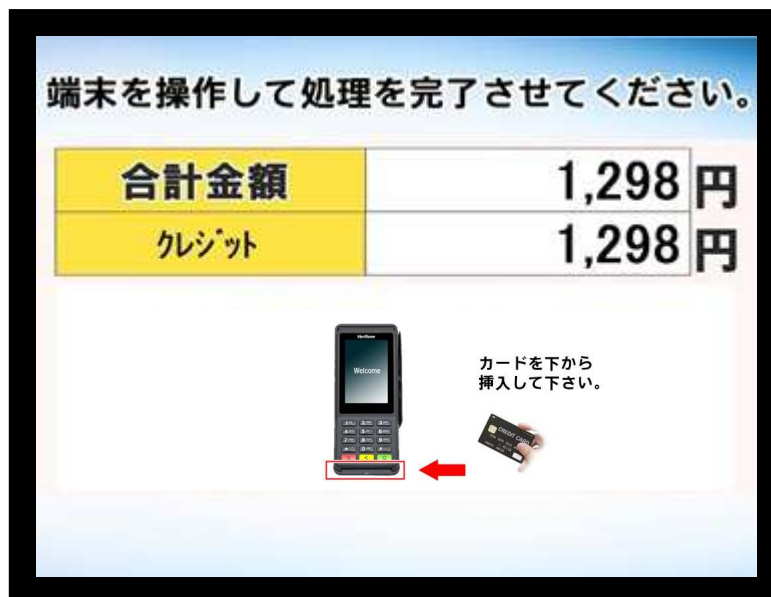 端末を操作して処理を完了させてください。
合計金額 1,298 円
クレジット 1,298 円
Verifone
Welcome
カードを下から
挿入して下さい。
CREDIT CARD